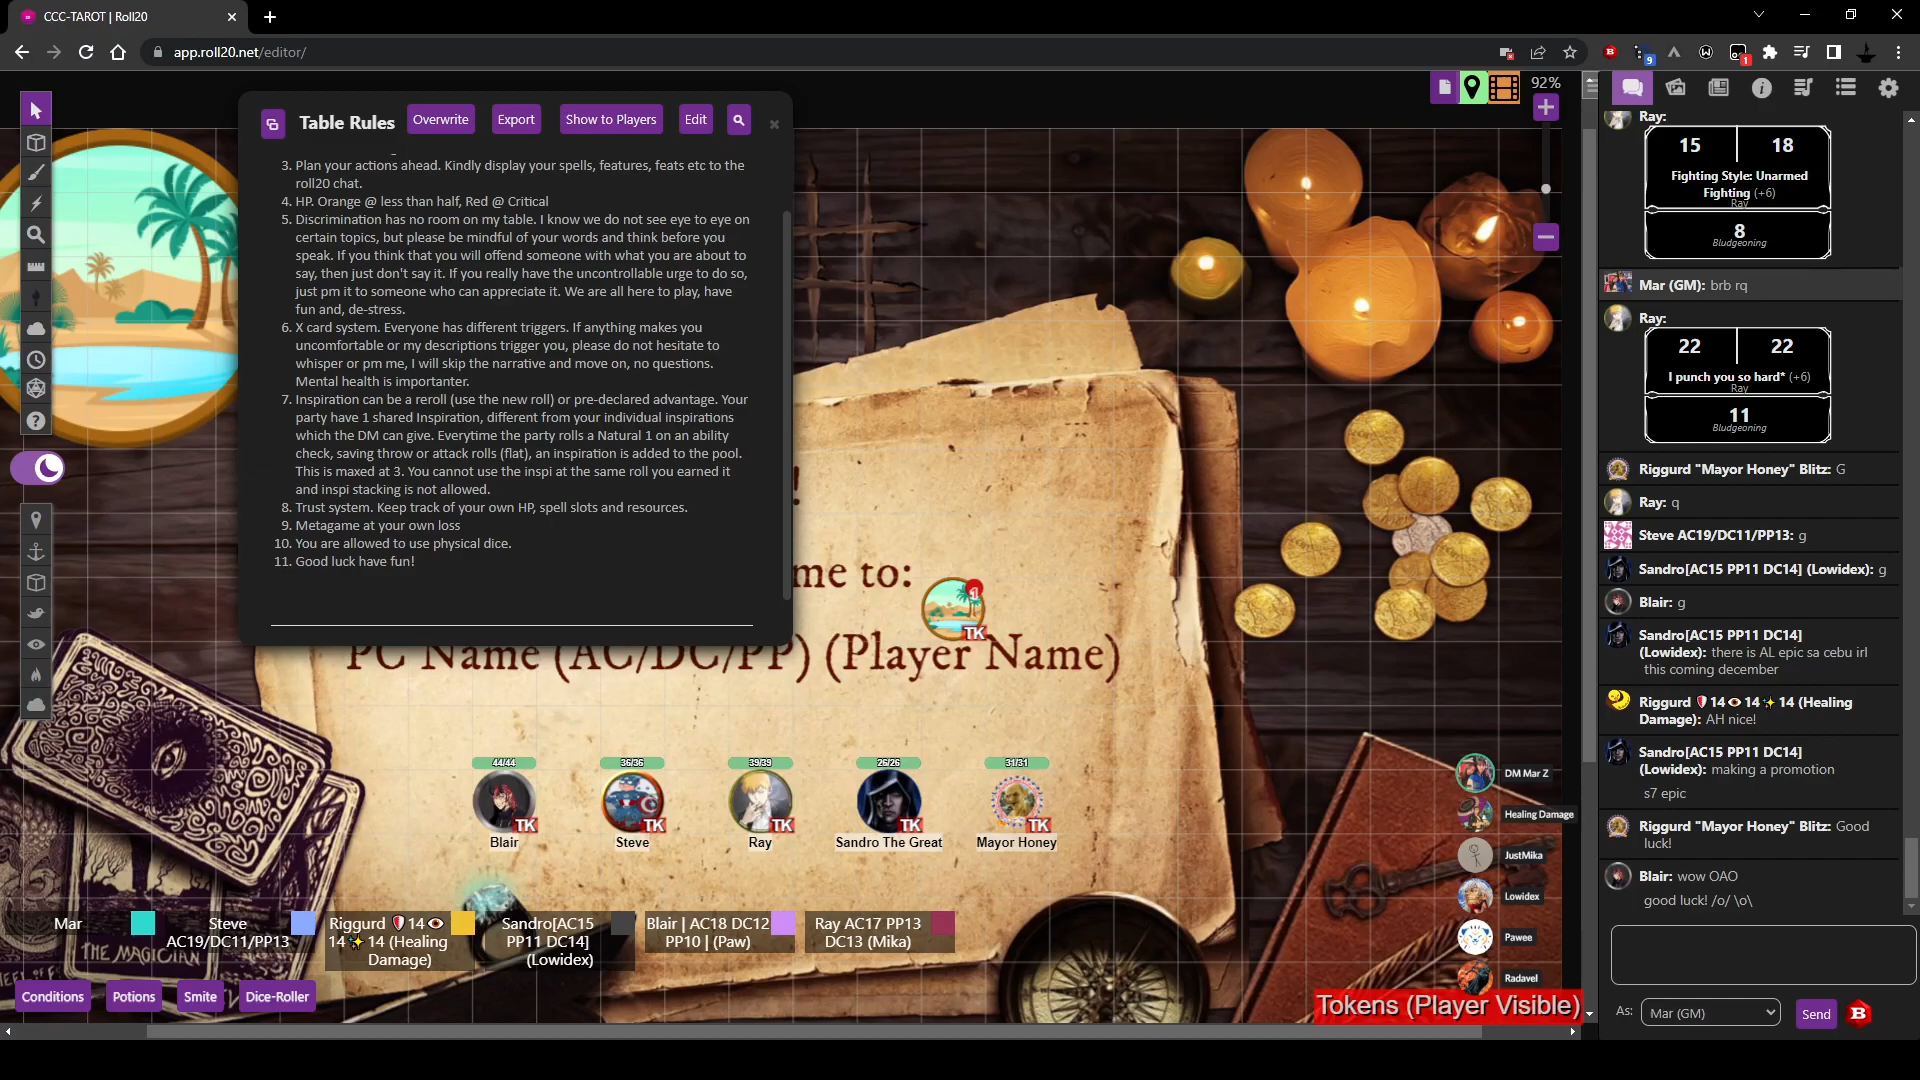 CCC-TAROT | Roll20
app.roll20.net/editor/
9
1
92%
Table Rules
Overwrite
Export
Show to Players
Edit
3. Plan your actions ahead. Kindly display your spells, features, feats etc to the
roll20 chat.
4. HP. Orange @ less than half, Red @ Critical
5. Discrimination has no room on my table. I know we do not see eye to eye on
certain topics, but please be mindful of your words and think before you
speak. If you think that you will offend someone with what you are about to
say, then just don't say it. If you really have the uncontrollable urge to do so,
just pm it to someone who can appreciate it. We are all here to play, have
fun and, de-stress.
6. X card system. Everyone has different triggers. If anything makes you
uncomfortable or my descriptions trigger you, please do not hesitate to
whisper or pm me, I will skip the narrative and move on, no questions.
Mental health is importanter.
7. Inspiration can be a reroll (use the new roll) or pre-declared advantage. Your
party have 1 shared Inspiration, different from your individual inspirations
which the DM can give. Everytime the party rolls a Natural 1 on an ability
check, saving throw or attack rolls (flat), an inspiration is added to the pool.
This is maxed at 3. You cannot use the inspi at the same roll you earned it
and inspi stacking is not allowed.
8. Trust system. Keep track of your own HP, spell slots and resources.
9. Metagame at your own loss
10. You are allowed to use physical dice.
11. Good luck have fun!
me to:
1
TK
PC Name (AC/DC/PP) (Player Name)
44/44
36/36
39/39
26/26
31/31
TK
TK
TK
TK
TK
Blair
Steve
Ray
Sandro The Great
Mayor Honey
DM Mar Z
Healing Damage
JustMika
Lowidex
Pawee
Radavel
THE MAGICIAN
Mar
Steve
AC19/DC11/PP13
Riggurd 🛡14👁
14✨14 (Healing
Damage)
Sandro[AC15
PP11 DC14]
(Lowidex)
Blair | AC18 DC12
PP10 | (Paw)
Ray AC17 PP13
DC13 (Mika)
Conditions
Potions
Smite
Dice-Roller
Tokens (Player Visible)
Ray:
15
18
Fighting Style: Unarmed
Fighting (+6)
Ray
8
Bludgeoning
Mar (GM): brb rq
Ray:
22
22
I punch you so hard* (+6)
Ray
11
Bludgeoning
Riggurd "Mayor Honey" Blitz: G
Ray: q
Steve AC19/DC11/PP13: g
Sandro[AC15 PP11 DC14] (Lowidex): g
Blair: g
Sandro[AC15 PP11 DC14]
(Lowidex): there is AL epic sa cebu irl
this coming december
Riggurd 🛡14👁14✨14 (Healing
Damage): AH nice!
Sandro[AC15 PP11 DC14]
(Lowidex): making a promotion
s7 epic
Riggurd "Mayor Honey" Blitz: Good
luck!
Blair: wow OAO
good luck! /o/ \o\
As:
Mar (GM)
Send
B